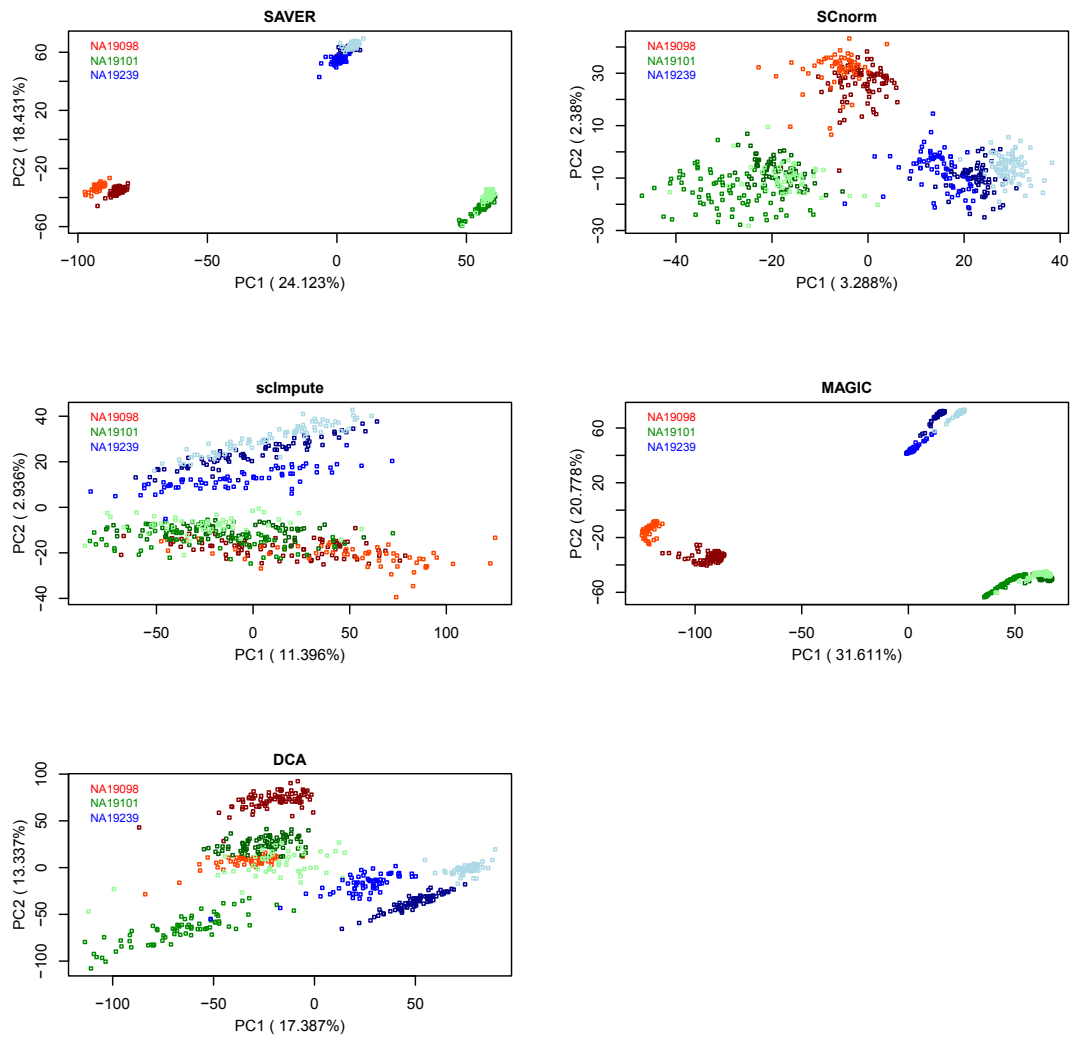 SAVER
NA19098
NA19101
NA19239
60
20
−20
−60
PC2 ( 18.431%)
−100
−50
0
50
PC1 ( 24.123%)
SCnorm
NA19098
NA19101
NA19239
30
10
−10
−30
PC2 ( 2.38%)
−40
−20
0
20
40
PC1 ( 3.288%)
scImpute
NA19098
NA19101
NA19239
40
20
0
−20
−40
PC2 ( 2.936%)
−50
0
50
100
PC1 ( 11.396%)
MAGIC
NA19098
NA19101
NA19239
60
20
−20
−60
PC2 ( 20.778%)
−100
−50
0
50
PC1 ( 31.611%)
DCA
NA19098
NA19101
NA19239
100
50
0
−50
−100
PC2 ( 13.337%)
−100
−50
0
50
PC1 ( 17.387%)